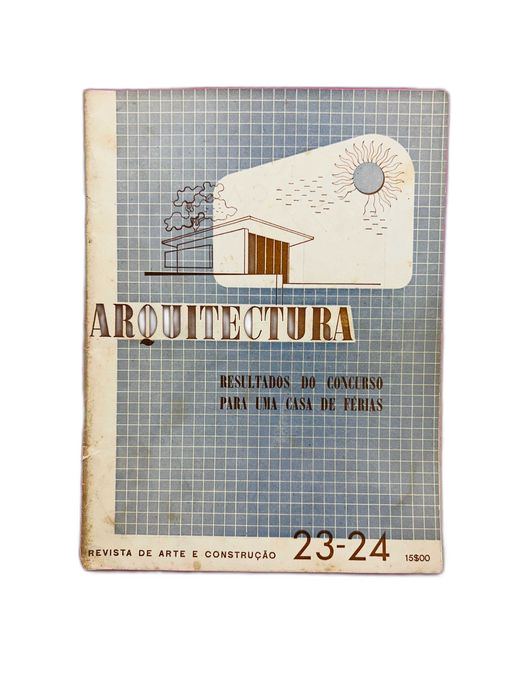 ARQUITECTURA
RESULTADOS DO CONCURSO
PARA UMA CASA DE FÉRIAS
REVISTA DE ARTE E CONSTRUÇÃO 23-24 15$00